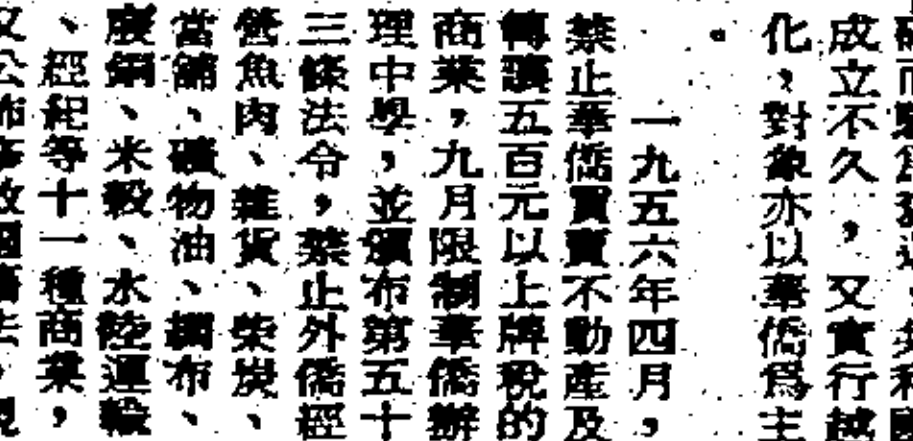 成立不久，又實行越
化，對象亦以華僑爲主
。
一九五六年四月，
禁止華僑買賣不動產及
轉讓五百元以上牌稅的
商業，九月限制華僑辦
理中學，並頒布第五十
三條法令，禁止外僑經
營魚肉、雜貨、柴炭、
當舖、礦物油、綢布、
廢銅、米穀、水陸運輸
、經紀等十一種商業，